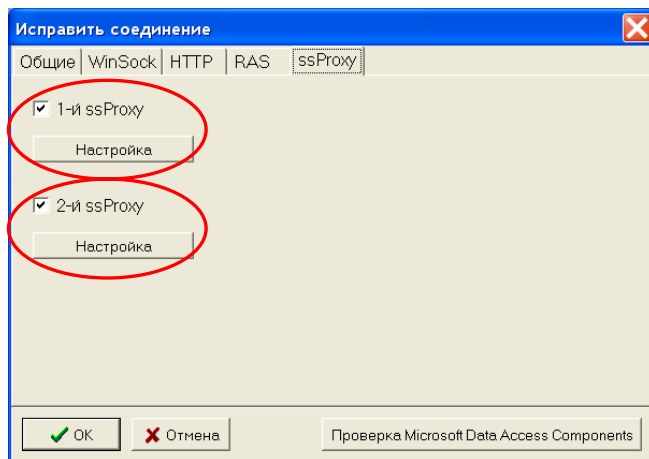 Исправить соединение
Общие WinSock HTTP RAS ssProxy
1-й ssProxy
Настройка
2-й ssProxy
Настройка
OK Отмена Проверка Microsoft Data Access Components